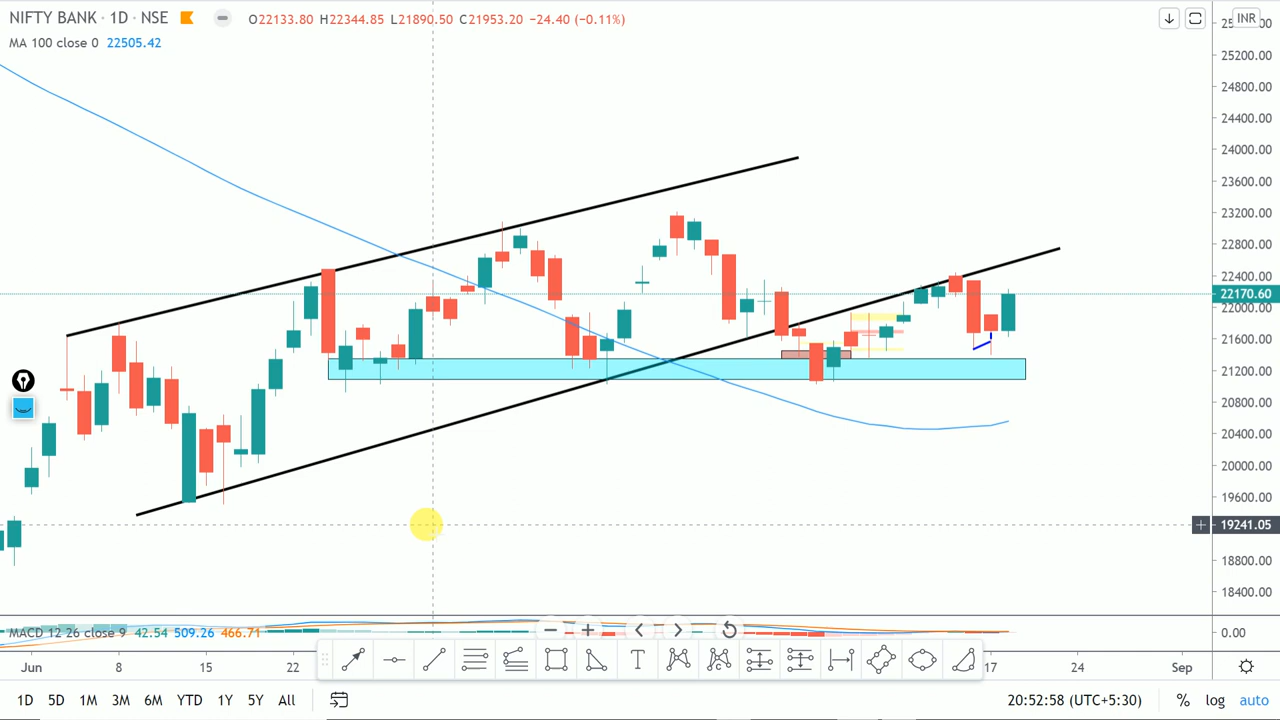 NIFTY BANK · 1D · NSE O22133.80 H22344.85 L21890.50 C21953.20 −24.40 (−0.11%)
MA 100 close 0 22505.42
INR
25200.00
24800.00
24400.00
24000.00
23600.00
23200.00
22800.00
22400.00
22170.60
22000.00
21600.00
21200.00
20800.00
20400.00
20000.00
19600.00
19241.05
18800.00
18400.00
MACD 12 26 close 9 42.54 509.26 466.71
0.00
Jun 8 15 22 17 24 Sep
T
1D 5D 1M 3M 6M YTD 1Y 5Y All 20:52:58 (UTC+5:30) % log auto